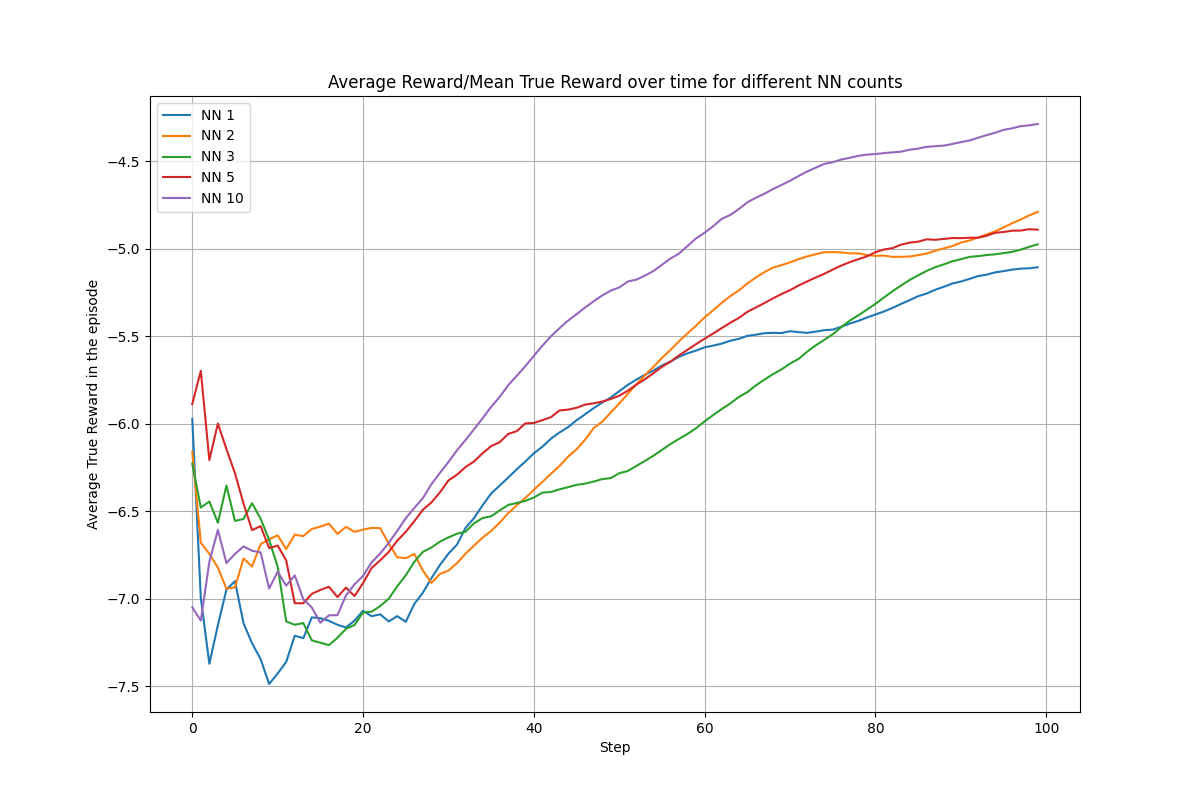 Average Reward/Mean True Reward over time for different NN counts
NN 1
NN 2
NN 3
NN 5
NN 10
Average True Reward in the episode
−4.5
−5.0
−5.5
−6.0
−6.5
−7.0
−7.5
0 20 40 60 80 100
Step